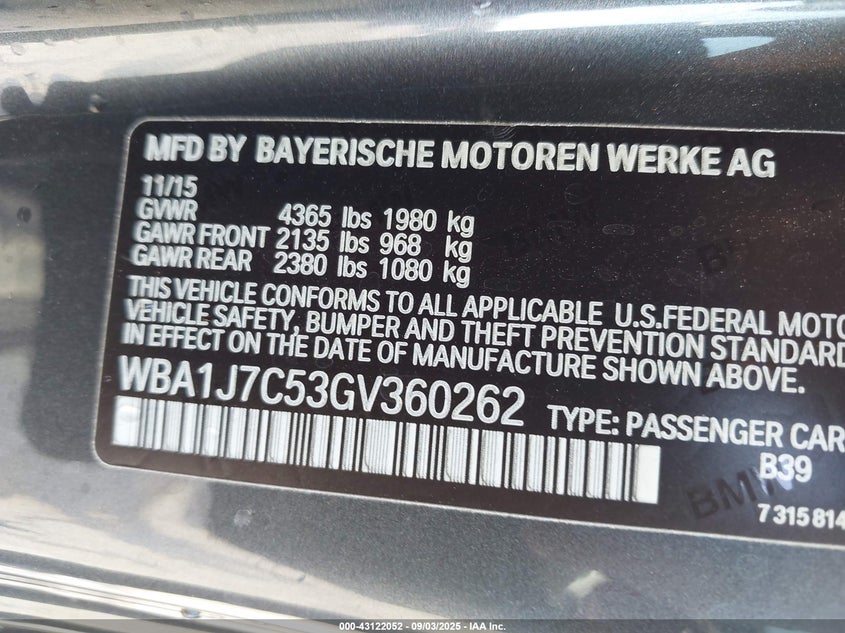 MFD BY BAYERISCHE MOTOREN WERKE AG
11/15
GVWR 4365 lbs 1980 kg
GAWR FRONT 2135 lbs 968 kg
GAWR REAR 2380 lbs 1080 kg
THIS VEHICLE CONFORMS TO ALL APPLICABLE U.S.FEDERAL MOTO
VEHICLE SAFETY, BUMPER AND THEFT PREVENTION STANDARD
IN EFFECT ON THE DATE OF MANUFACTURE SHOWN ABOVE.
WBA1J7C53GV360262 TYPE: PASSENGER CAR
B39
BMW
7 315 814
000-43122052 - 09/03/2025 - IAA Inc.